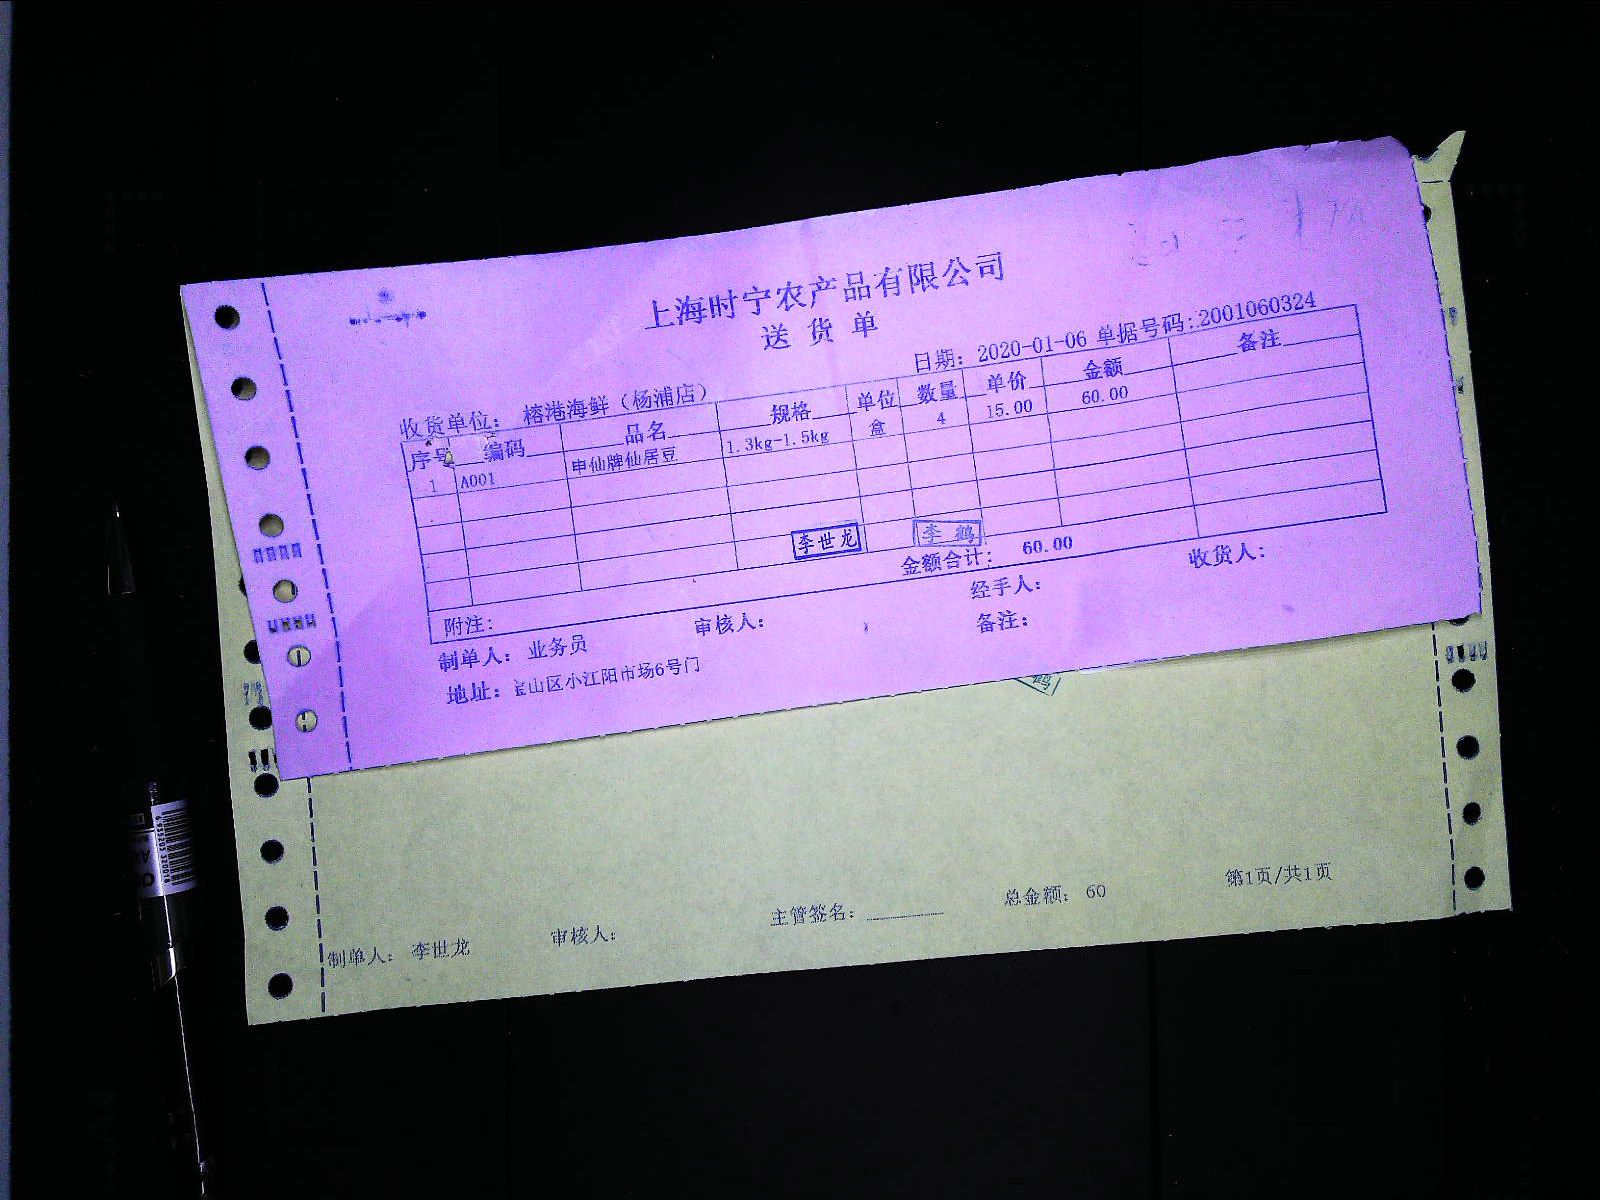 上海时宁农产品有限公司
送货单
日期: 2020-01-06 单据号码:2001060324
收货单位: 榕港海鲜（杨浦店）
序号 编码 品名 规格 单位 数量 单价 金额 备注
1 A001 申仙牌仙居豆 1.3kg-1.5kg 盒 4 15.00 60.00
李世龙 李鹤
金额合计: 60.00
附注:
制单人: 业务员 审核人: 经手人: 收货人:
地址: 宝山区小江阳市场6号门 备注:
鹤
制单人: 李世龙 审核人: 主管签名: 总金额: 60 第1页/共1页